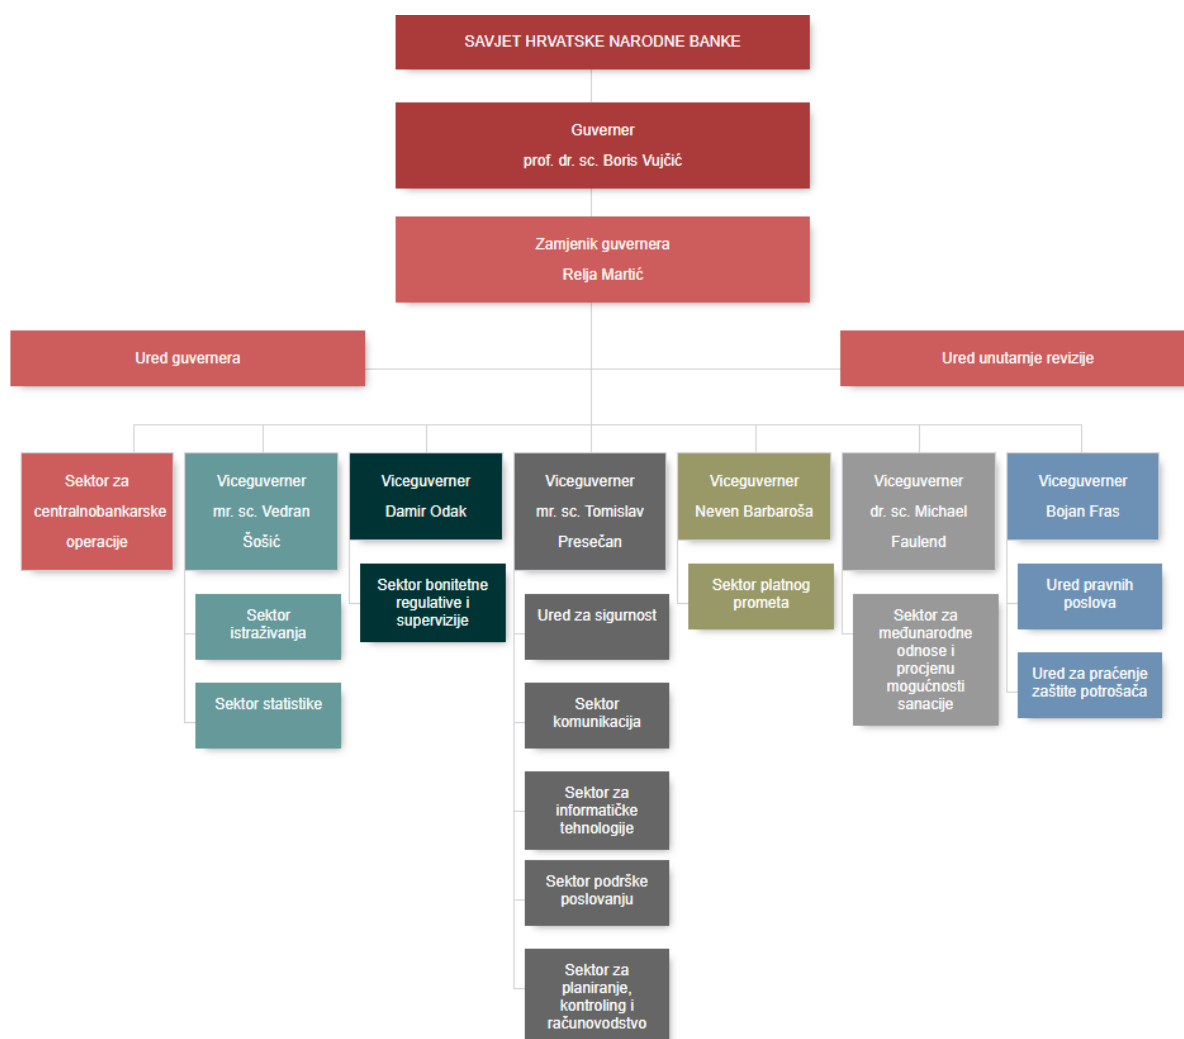 SAVJET HRVATSKE NARODNE BANKE
Guverner
prof. dr. sc. Boris Vujčić
Zamjenik guvernera
Relja Martić
Ured guvernera
Ured unutarnje revizije
Sektor za
centralnobankarske
operacije
Viceguverner
mr. sc. Vedran
Šošić
Sektor
istraživanja
Sektor statistike
Viceguverner
Damir Odak
Sektor bonitetne
regulative i
supervizije
Viceguverner
mr. sc. Tomislav
Presečan
Ured za sigurnost
Sektor
komunikacija
Sektor za
informatičke
tehnologije
Sektor podrške
poslovanju
Sektor za
planiranje,
kontroling i
računovodstvo
Viceguverner
Neven Barbaroša
Sektor platnog
prometa
Viceguverner
dr. sc. Michael
Faulend
Sektor za
međunarodne
odnose i
procjenu
mogućnosti
sanacije
Viceguverner
Bojan Fras
Ured pravnih
poslova
Ured za praćenje
zaštite potrošača